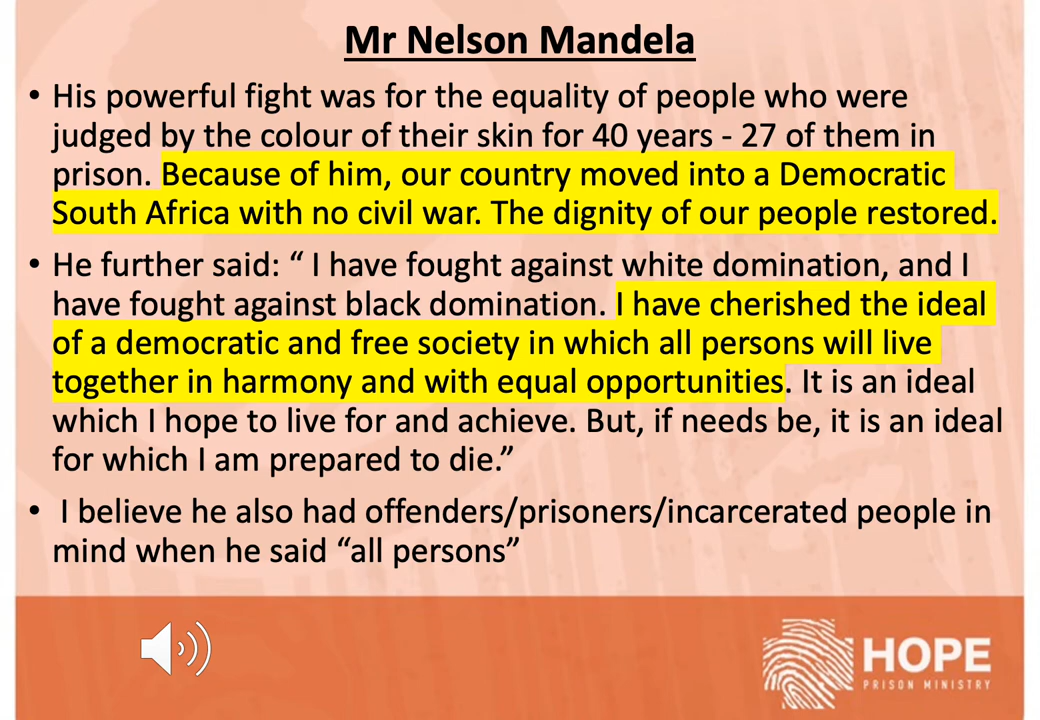 Mr Nelson Mandela
• His powerful fight was for the equality of people who were
judged by the colour of their skin for 40 years - 27 of them in
prison. Because of him, our country moved into a Democratic
South Africa with no civil war. The dignity of our people restored.
• He further said: “ I have fought against white domination, and I
have fought against black domination. I have cherished the ideal
of a democratic and free society in which all persons will live
together in harmony and with equal opportunities. It is an ideal
which I hope to live for and achieve. But, if needs be, it is an ideal
for which I am prepared to die.”
• I believe he also had offenders/prisoners/incarcerated people in
mind when he said “all persons”
HOPE
PRISON MINISTRY